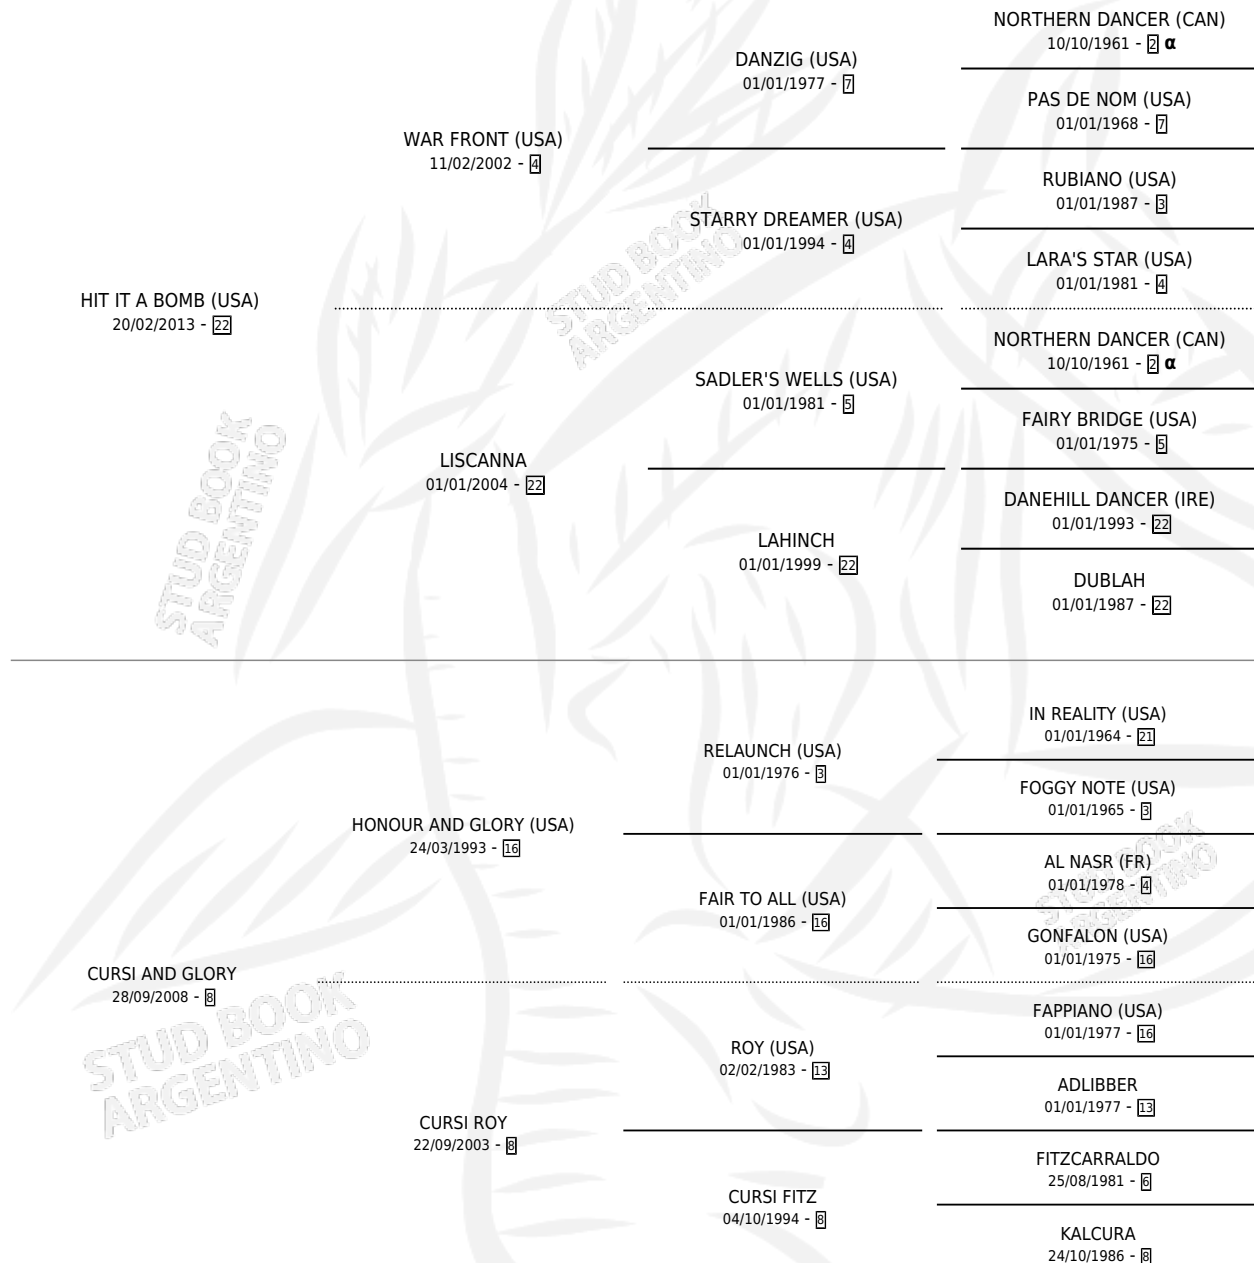 NORTHERN DANCER (CAN)
10/10/1961 - 2 α
DANZIG (USA)
01/01/1977 - 7
PAS DE NOM (USA)
01/01/1968 - 7
WAR FRONT (USA)
11/02/2002 - 4
RUBIANO (USA)
01/01/1987 - 3
STARRY DREAMER (USA)
01/01/1994 - 4
LARA'S STAR (USA)
01/01/1981 - 4
HIT IT A BOMB (USA)
20/02/2013 - 22
NORTHERN DANCER (CAN)
10/10/1961 - 2 α
SADLER'S WELLS (USA)
01/01/1981 - 5
FAIRY BRIDGE (USA)
01/01/1975 - 5
LISCANNA
01/01/2004 - 22
DANEHILL DANCER (IRE)
01/01/1993 - 22
LAHINCH
01/01/1999 - 22
DUBLAH
01/01/1987 - 22
IN REALITY (USA)
01/01/1964 - 21
RELAUNCH (USA)
01/01/1976 - 3
FOGGY NOTE (USA)
01/01/1965 - 3
HONOUR AND GLORY (USA)
24/03/1993 - 16
AL NASR (FR)
01/01/1978 - 4
FAIR TO ALL (USA)
01/01/1986 - 16
GONFALON (USA)
01/01/1975 - 16
CURSI AND GLORY
28/09/2008 - 8
FAPPIANO (USA)
01/01/1977 - 16
ROY (USA)
02/02/1983 - 13
ADLIBBER
01/01/1977 - 13
CURSI ROY
22/09/2003 - 8
FITZCARRALDO
25/08/1981 - 6
CURSI FITZ
04/10/1994 - 8
KALCURA
24/10/1986 - 8
STUD BOOK
ARGENTINO
STUD BOOK
ARGENTINO
STUD BOOK
ARGENTINO
STUD BOOK
ARGENTINO